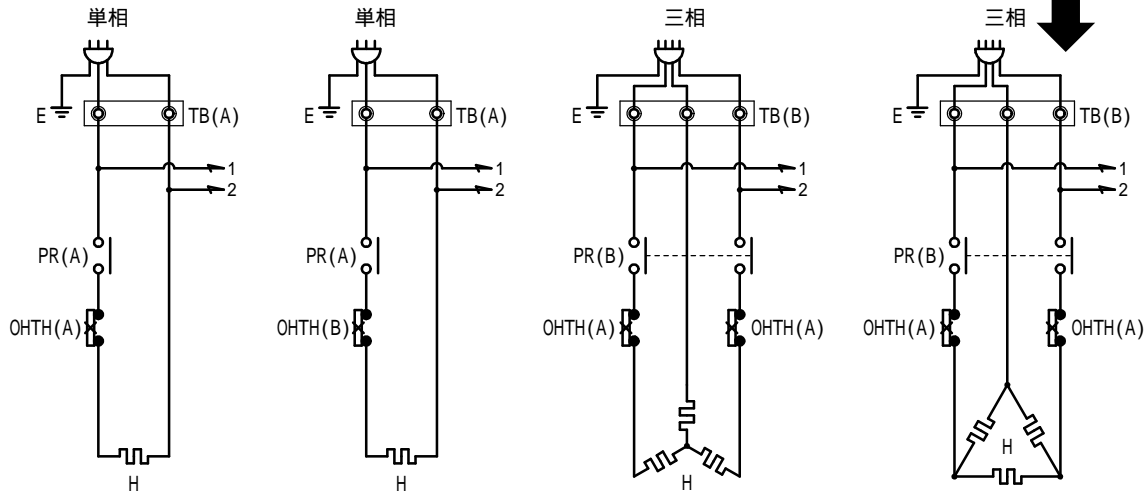 単相
単相
三相
三相
E
TB(A)
E
TB(A)
E
TB(B)
E
TB(B)
1
1
1
1
2
2
2
2
PR(A)
PR(A)
PR(B)
PR(B)
OHTH(A)
OHTH(B)
OHTH(A)
OHTH(A)
OHTH(A)
OHTH(A)
H
H
H
H